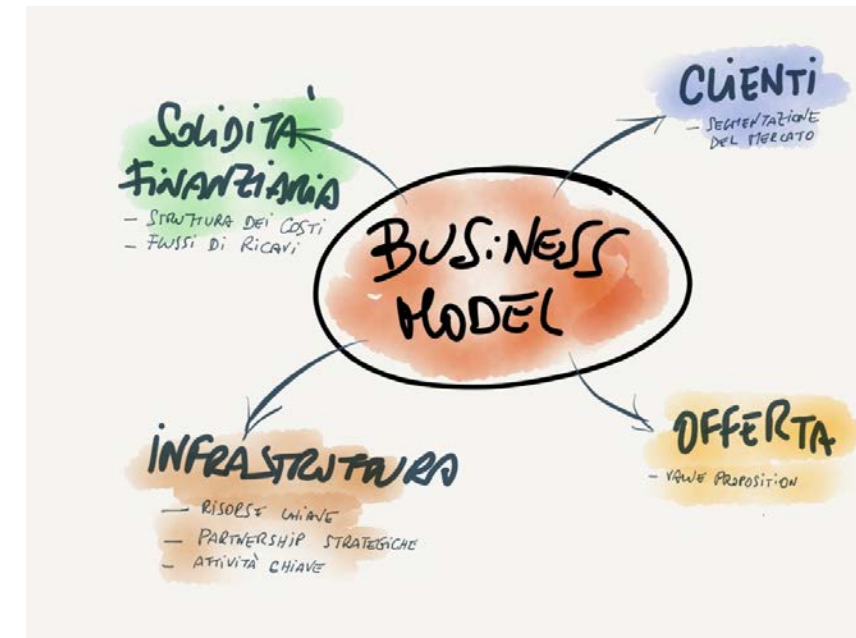 SOLIDITÀ
FINANZIARIA
- STRUTTURA DEI COSTI
- FLUSSI DI RICAVI
CLIENTI
- SEGMENTAZIONE
DEL MERCATO
BUSINESS
MODEL
INFRASTRUTTURA
- RISORSE CHIAVE
- PARTNERSHIP STRATEGICHE
- ATTIVITÀ CHIAVE
OFFERTA
- VALUE PROPOSITION